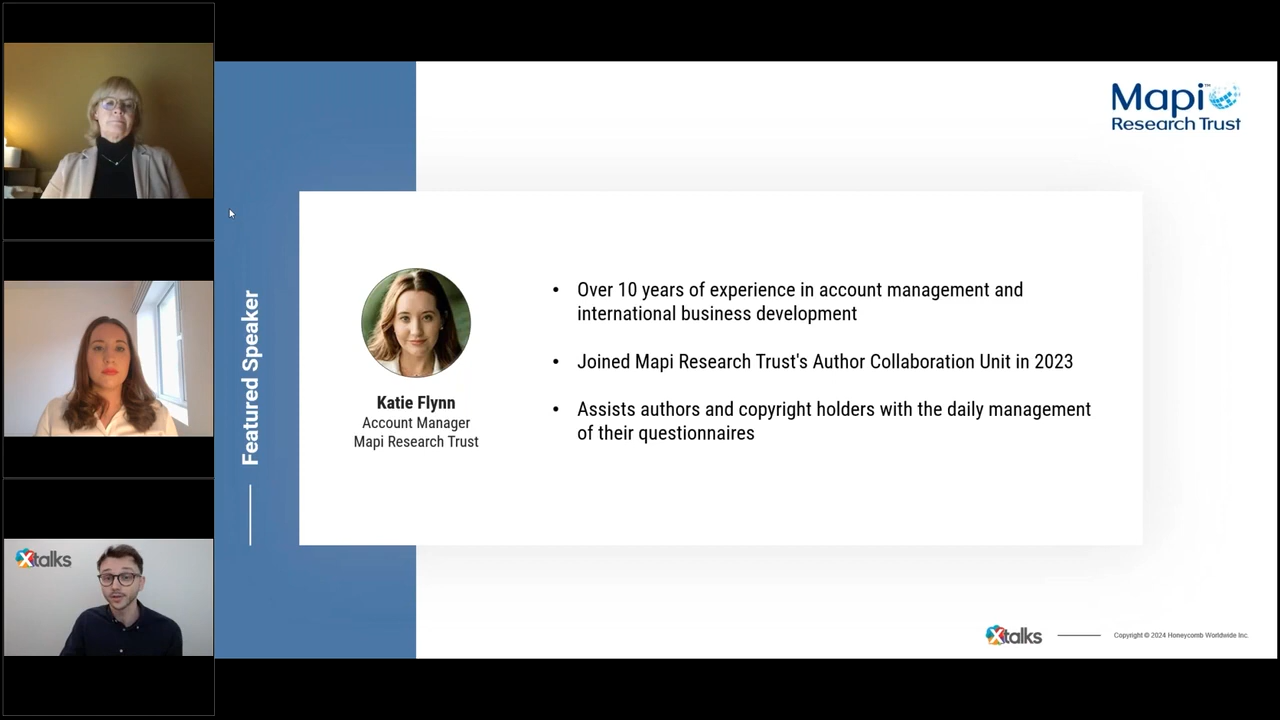 Mapi™
Research Trust
Featured Speaker
Katie Flynn
Account Manager
Mapi Research Trust
• Over 10 years of experience in account management and
international business development
• Joined Mapi Research Trust's Author Collaboration Unit in 2023
• Assists authors and copyright holders with the daily management
of their questionnaires
Xtalks
Xtalks
Copyright © 2024 Honeycomb Worldwide Inc.